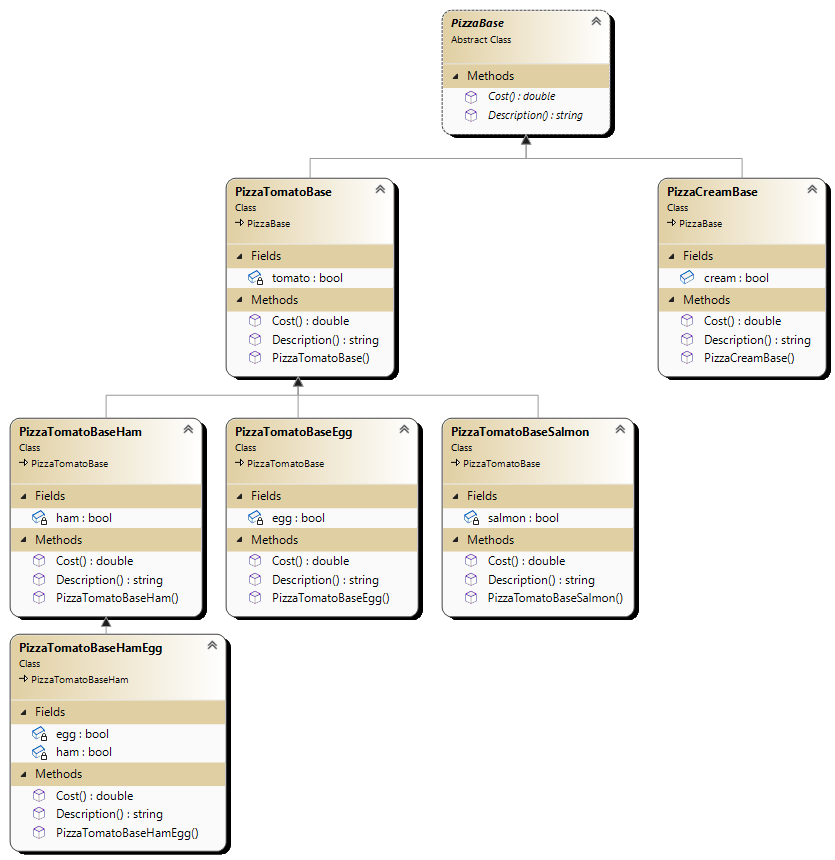 PizzaBase
Abstract Class
Methods
Cost() : double
Description() : string
PizzaTomatoBase
Class
PizzaBase
Fields
tomato : bool
Methods
Cost() : double
Description() : string
PizzaTomatoBase()
PizzaCreamBase
Class
PizzaBase
Fields
cream : bool
Methods
Cost() : double
Description() : string
PizzaCreamBase()
PizzaTomatoBaseHam
Class
PizzaTomatoBase
Fields
ham : bool
Methods
Cost() : double
Description() : string
PizzaTomatoBaseHam()
PizzaTomatoBaseEgg
Class
PizzaTomatoBase
Fields
egg : bool
Methods
Cost() : double
Description() : string
PizzaTomatoBaseEgg()
PizzaTomatoBaseSalmon
Class
PizzaTomatoBase
Fields
salmon : bool
Methods
Cost() : double
Description() : string
PizzaTomatoBaseSalmon()
PizzaTomatoBaseHamEgg
Class
PizzaTomatoBaseHam
Fields
egg : bool
ham : bool
Methods
Cost() : double
Description() : string
PizzaTomatoBaseHamEgg()